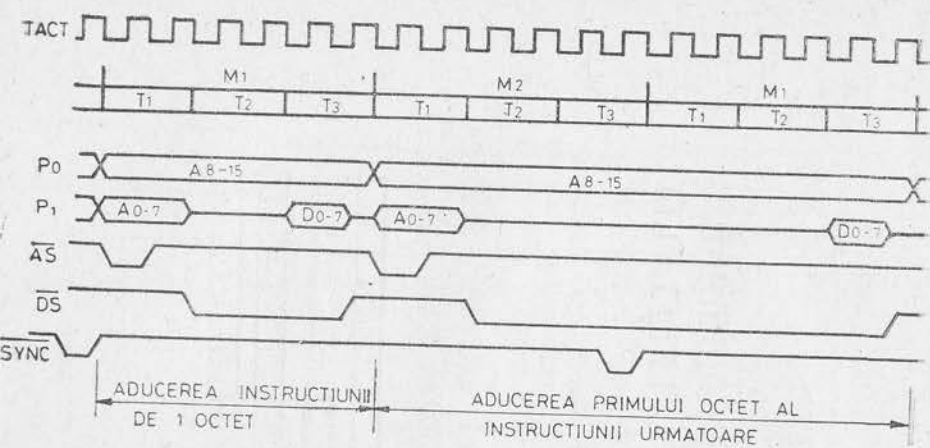 TACT
M1 M2 M1
T1 T2 T3 T1 T2 T3 T1 T2 T3
P0 A8-15 A8-15
P1 A0-7 D0-7 A0-7 D0-7
AS
DS
SYNC
ADUCEREA INSTRUCTIUNII
DE 1 OCTET
ADUCEREA PRIMULUI OCTET AL
INSTRUCTIUNII URMATOARE